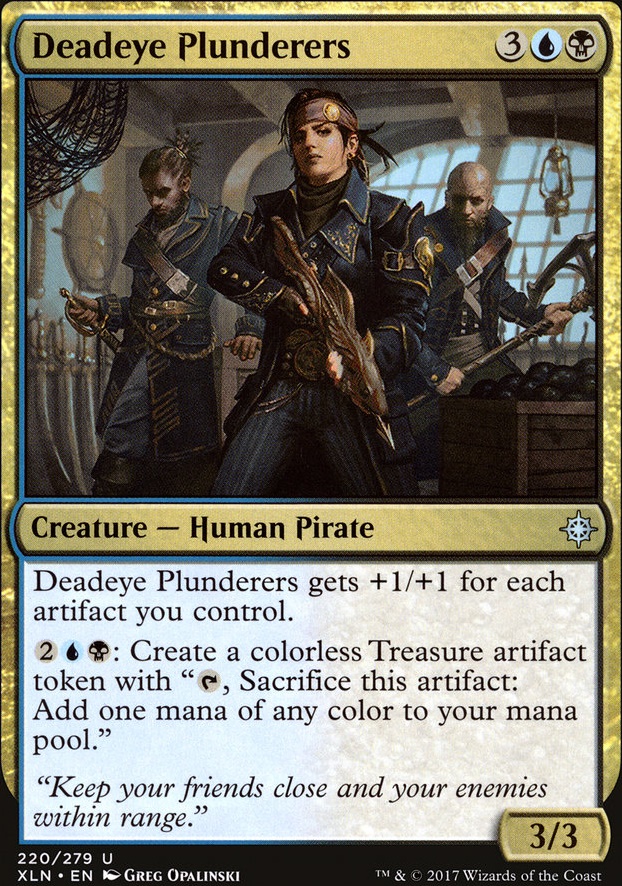 Deadeye Plunderers 3
Creature — Human Pirate
Deadeye Plunderers gets +1/+1 for each
artifact you control.
2 : Create a colorless Treasure artifact
token with “ , Sacrifice this artifact:
Add one mana of any color to your mana
pool.”
“Keep your friends close and your enemies
within range.”
3/3
220/279 U
XLN • EN Greg Opalinski ™ & © 2017 Wizards of the Coast